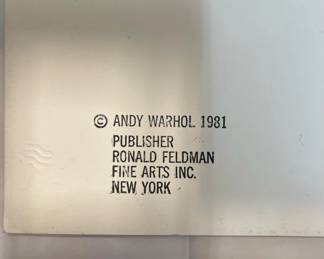 © ANDY WARHOL 1981
PUBLISHER
RONALD FELDMAN
FINE ARTS INC.
NEW YORK